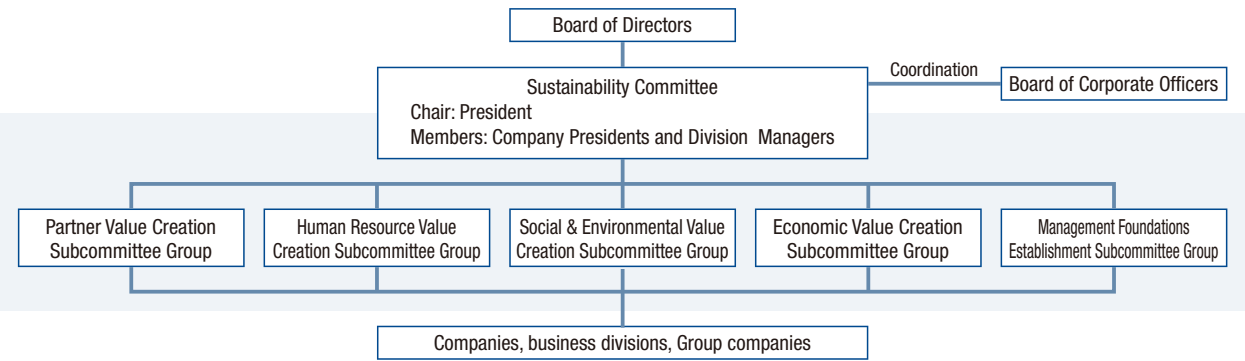 Board of Directors
Sustainability Committee
Chair: President
Members: Company Presidents and Division Managers
Coordination
Board of Corporate Officers
Partner Value Creation
Subcommittee Group
Human Resource Value
Creation Subcommittee Group
Social & Environmental Value
Creation Subcommittee Group
Economic Value Creation
Subcommittee Group
Management Foundations
Establishment Subcommittee Group
Companies, business divisions, Group companies